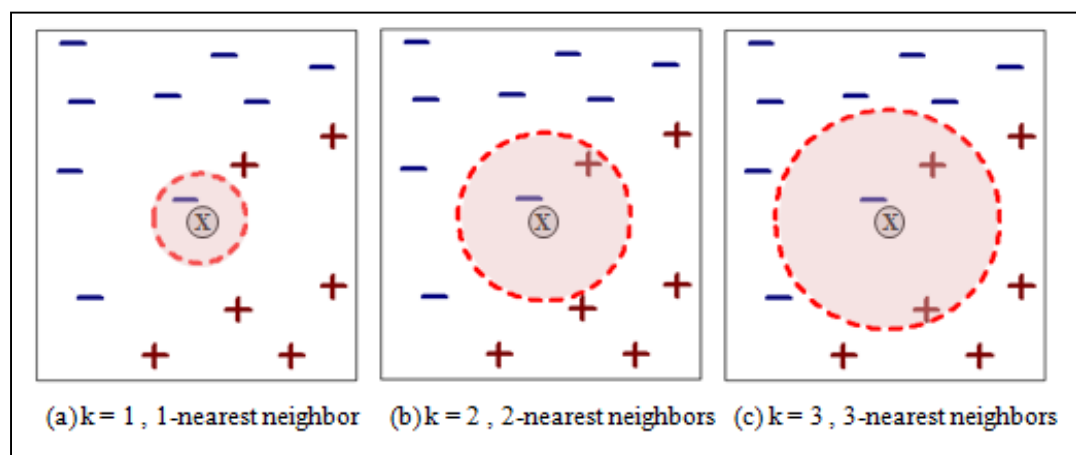 X
X
X
(a) k = 1 , 1-nearest neighbor
(b) k = 2 , 2-nearest neighbors
(c) k = 3 , 3-nearest neighbors